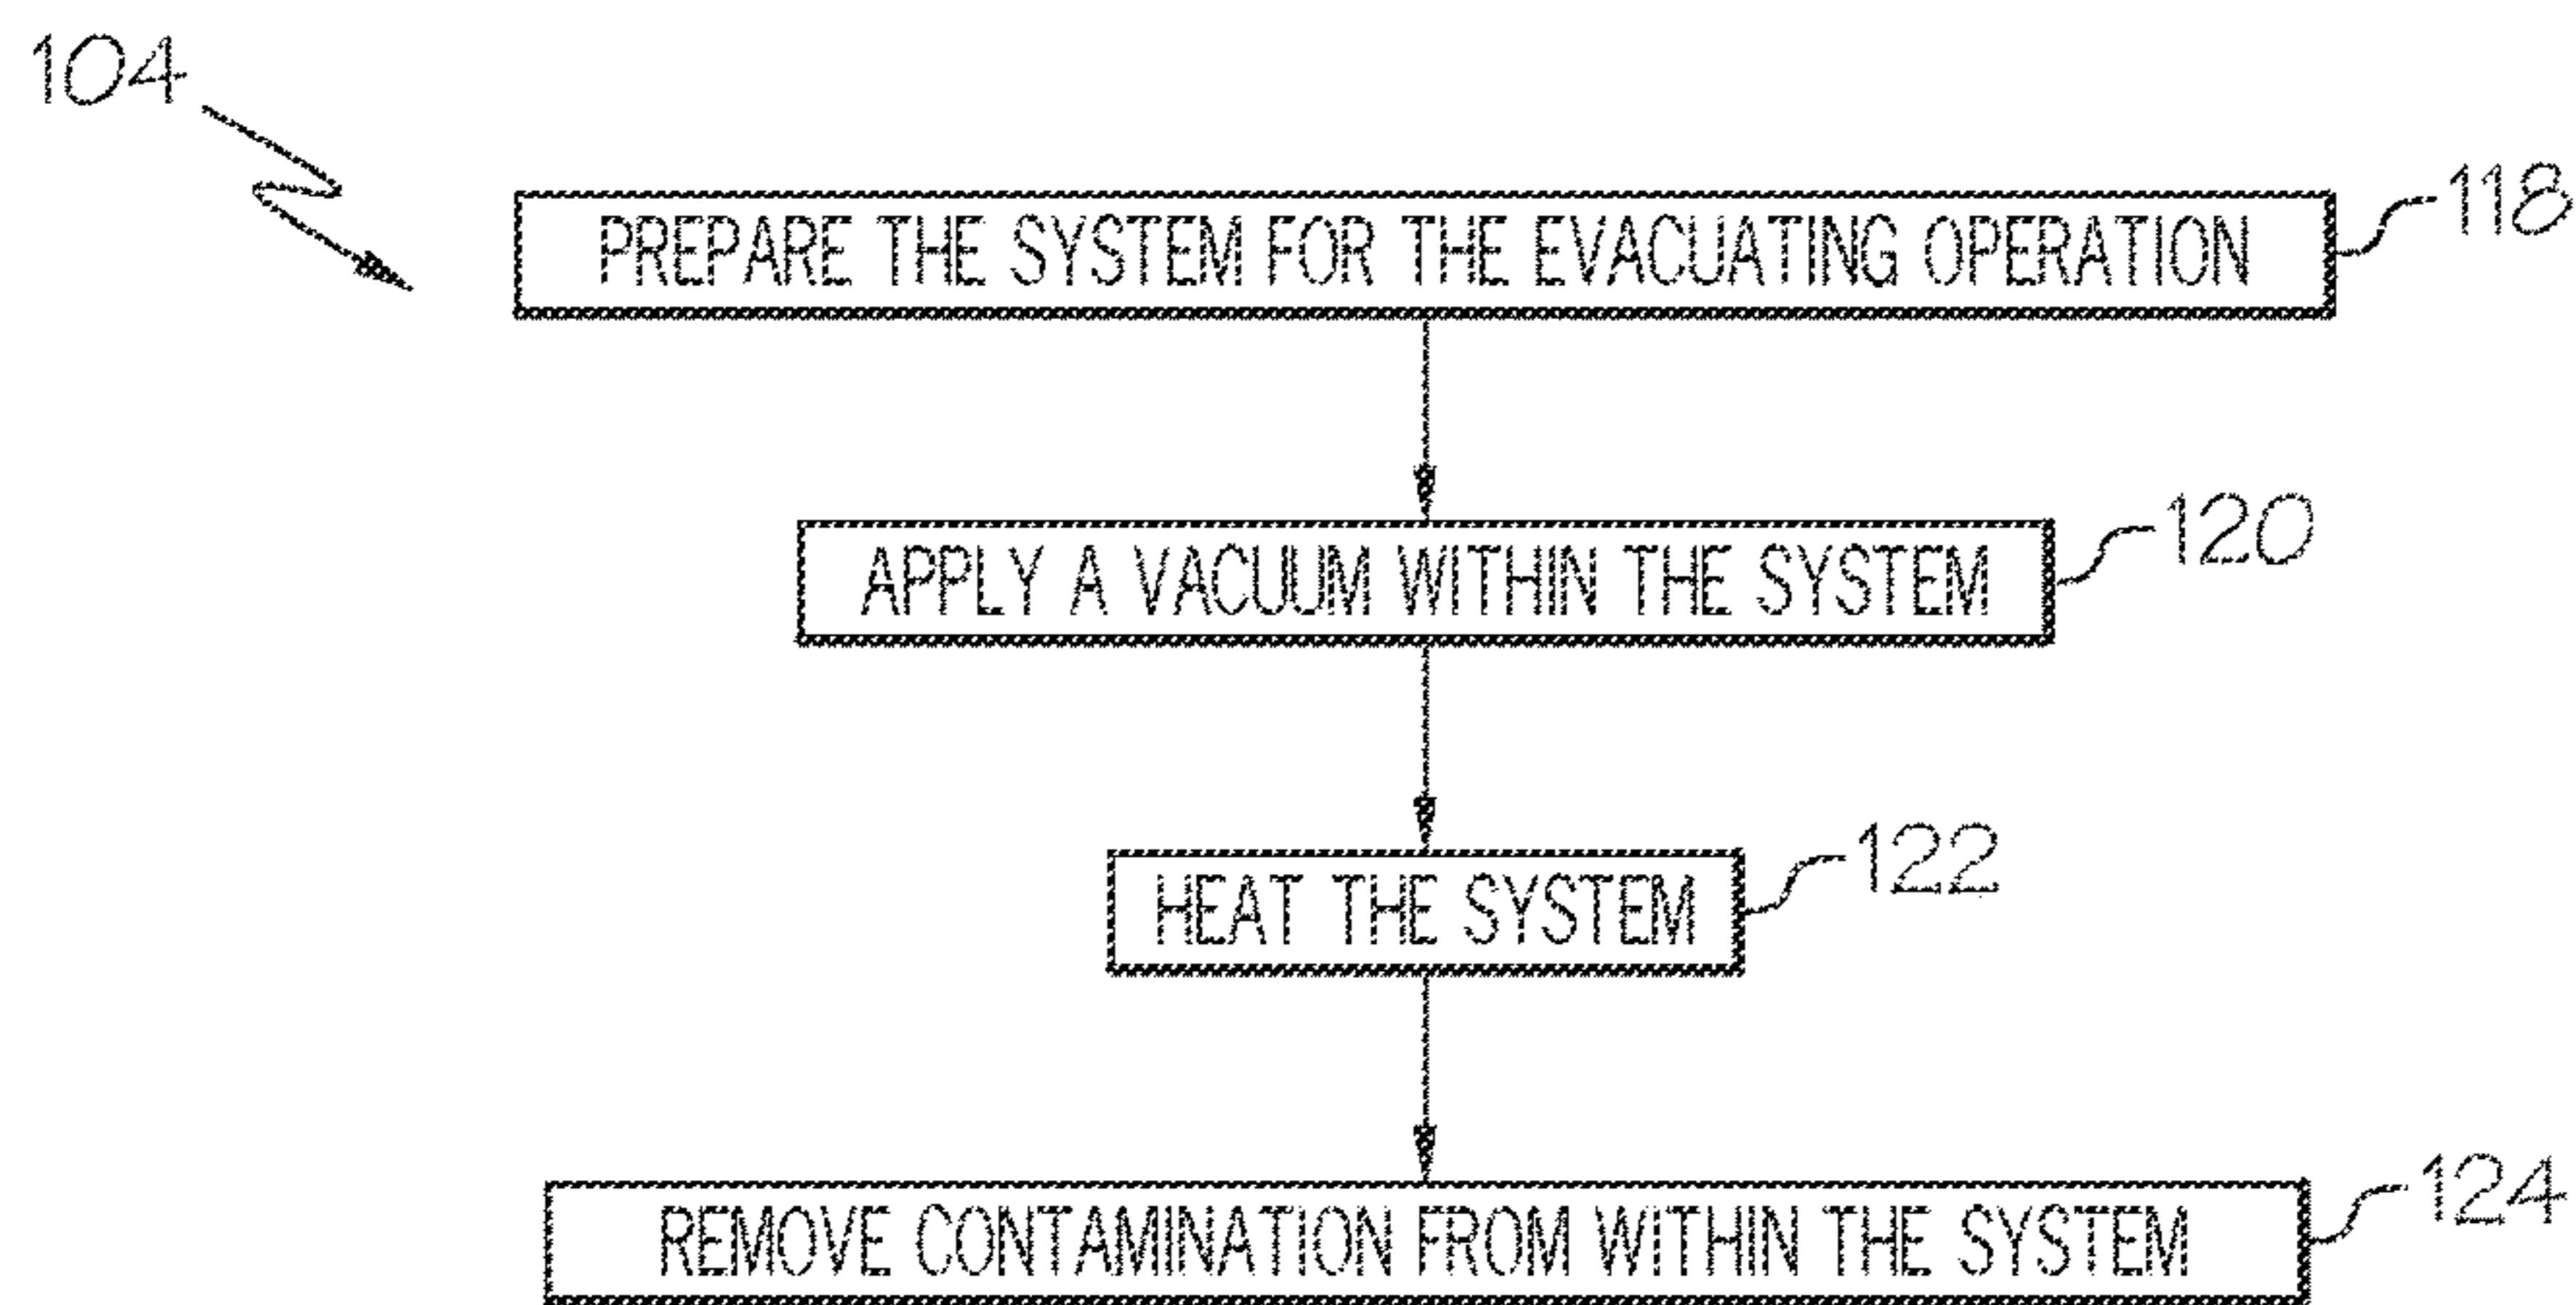 104
PREPARE THE SYSTEM FOR THE EVACUATING OPERATION 118
APPLY A VACUUM WITHIN THE SYSTEM 120
HEAT THE SYSTEM 122
REMOVE CONTAMINATION FROM WITHIN THE SYSTEM 124